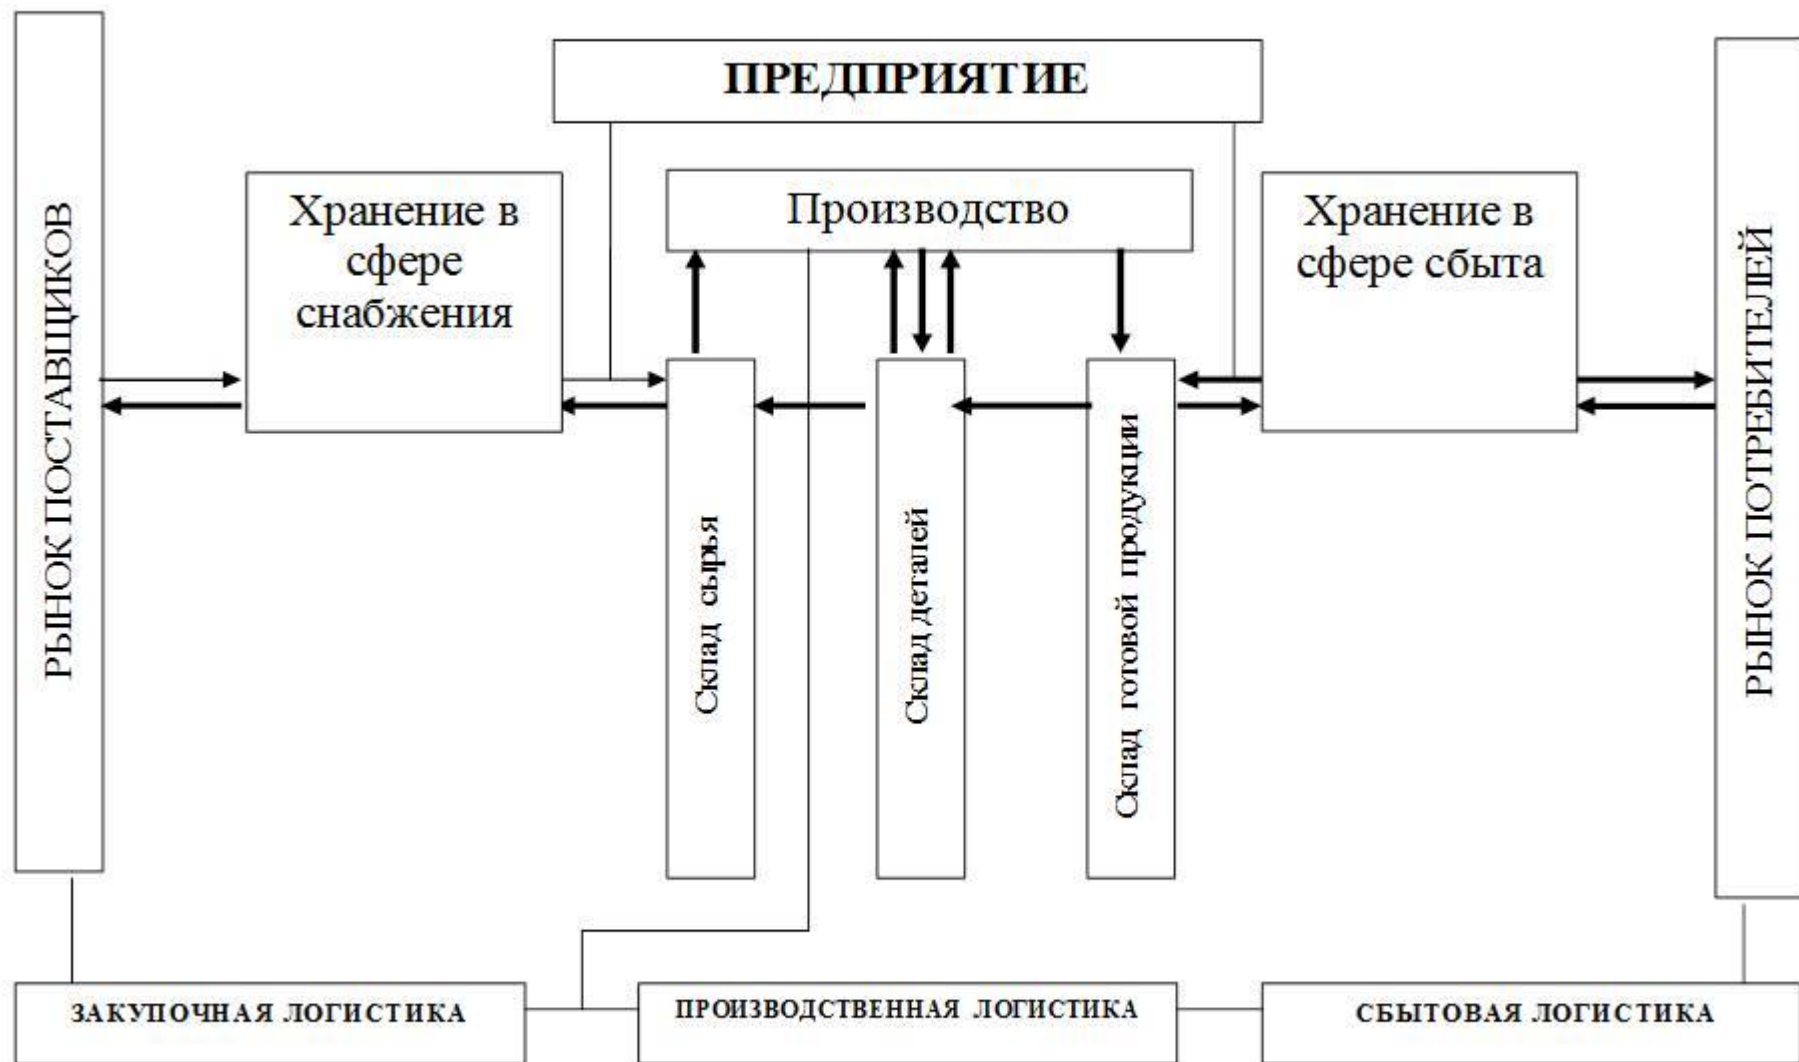 ПРЕДПРИЯТИЕ
РЫНОК ПОСТАВЩИКОВ
Хранение в
сфере
снабжения
Производство
Хранение в
сфере сбыта
РЫНОК ПОТРЕБИТЕЛЕЙ
Склад сырья
Склад деталей
Склад готовой продукции
ЗАКУПОЧНАЯ ЛОГИСТИКА
ПРОИЗВОДСТВЕННАЯ ЛОГИСТИКА
СБЫТОВАЯ ЛОГИСТИКА